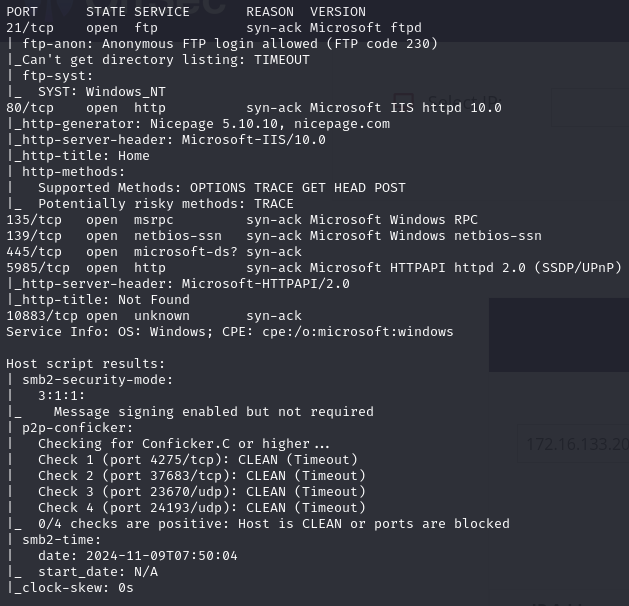 PORT      STATE SERVICE       REASON  VERSION
21/tcp    open  ftp           syn-ack Microsoft ftpd
| ftp-anon: Anonymous FTP login allowed (FTP code 230)
|_Can't get directory listing: TIMEOUT
| ftp-syst:
|_  SYST: Windows_NT
80/tcp    open  http          syn-ack Microsoft IIS httpd 10.0
|_http-generator: Nicepage 5.10.10, nicepage.com
|_http-server-header: Microsoft-IIS/10.0
|_http-title: Home
| http-methods:
|   Supported Methods: OPTIONS TRACE GET HEAD POST
|_  Potentially risky methods: TRACE
135/tcp   open  msrpc         syn-ack Microsoft Windows RPC
139/tcp   open  netbios-ssn   syn-ack Microsoft Windows netbios-ssn
445/tcp   open  microsoft-ds? syn-ack
5985/tcp  open  http          syn-ack Microsoft HTTPAPI httpd 2.0 (SSDP/UPnP)
|_http-server-header: Microsoft-HTTPAPI/2.0
|_http-title: Not Found
10883/tcp open  unknown       syn-ack
Service Info: OS: Windows; CPE: cpe:/o:microsoft:windows

Host script results:
| smb2-security-mode:
|   3:1:1:
|_    Message signing enabled but not required
| p2p-conficker:
|   Checking for Conficker.C or higher...
|   Check 1 (port 4275/tcp): CLEAN (Timeout)
172.16.133.20
|   Check 2 (port 37683/tcp): CLEAN (Timeout)
|   Check 3 (port 23670/udp): CLEAN (Timeout)
|   Check 4 (port 24193/udp): CLEAN (Timeout)
|_  0/4 checks are positive: Host is CLEAN or ports are blocked
| smb2-time:
|   date: 2024-11-09T07:50:04
|_  start_date: N/A
|_clock-skew: 0s